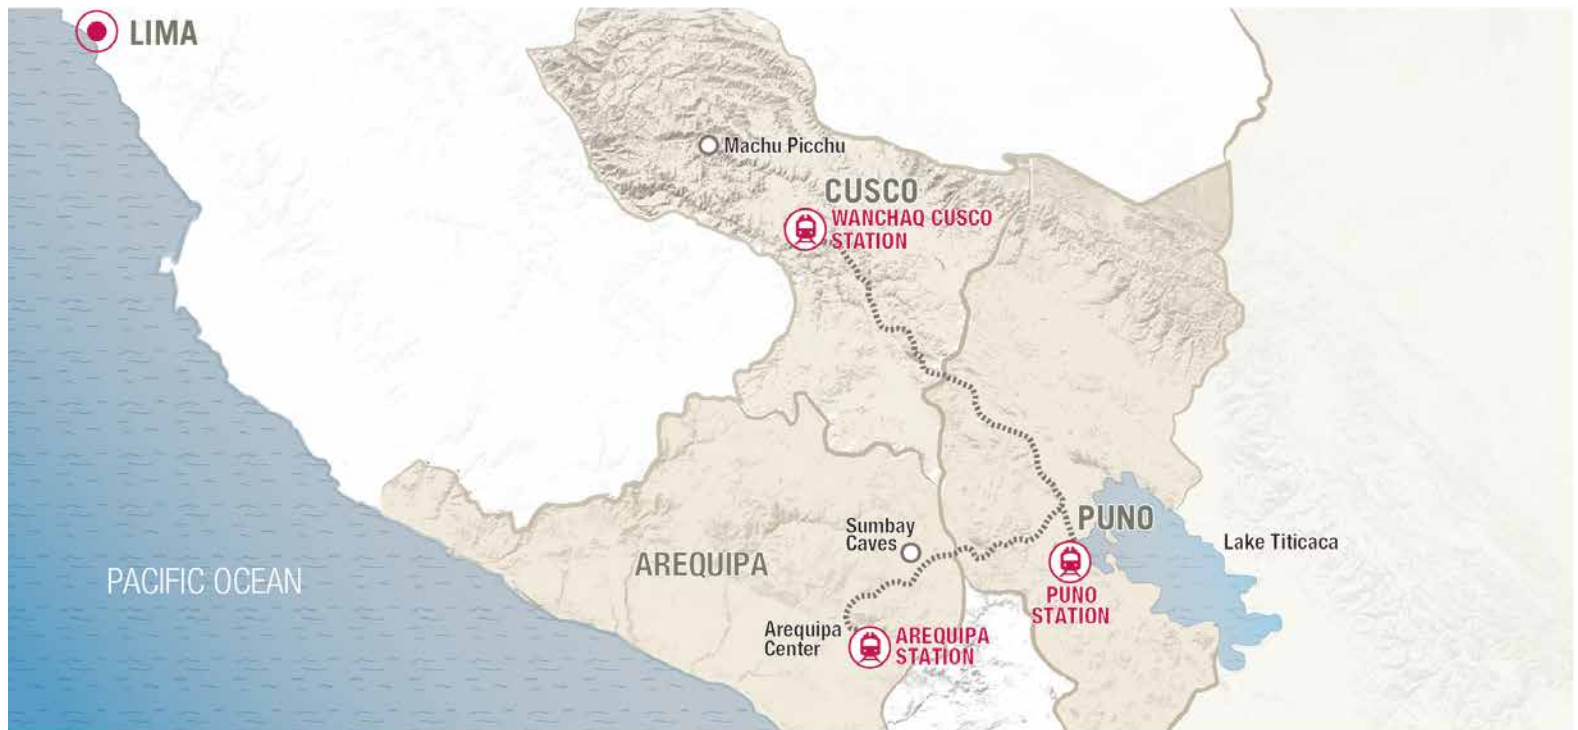 LIMA
Machu Picchu
CUSCO
WANCHAQ CUSCO
STATION
PUNO
Sumbay
Caves
Lake Titicaca
AREQUIPA
PACIFIC OCEAN
PUNO
STATION
Arequipa
Center
AREQUIPA
STATION